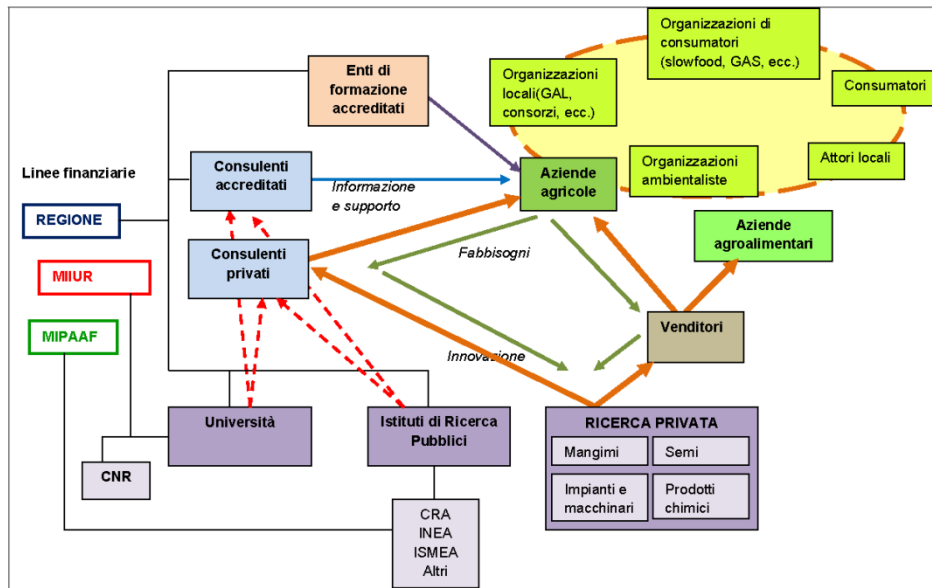 Organizzazioni di
consumatori
(slowfood, GAS, ecc.)
Enti di
formazione
accreditati
Organizzazioni
locali(GAL,
consorzi, ecc.)
Consumatori
Linee finanziarie
Consulenti
accreditati
Informazione
e supporto
Aziende
agricole
Organizzazioni
ambientaliste
Attori locali
REGIONE
Consulenti
privati
Fabbisogni
Aziende
agroalimentari
MIIUR
MIPAAF
Venditori
Innovazione
Università
Istituti di Ricerca
Pubblici
RICERCA PRIVATA
Mangimi
Semi
Impianti e
macchinari
Prodotti
chimici
CNR
CRA
INEA
ISMEA
Altri